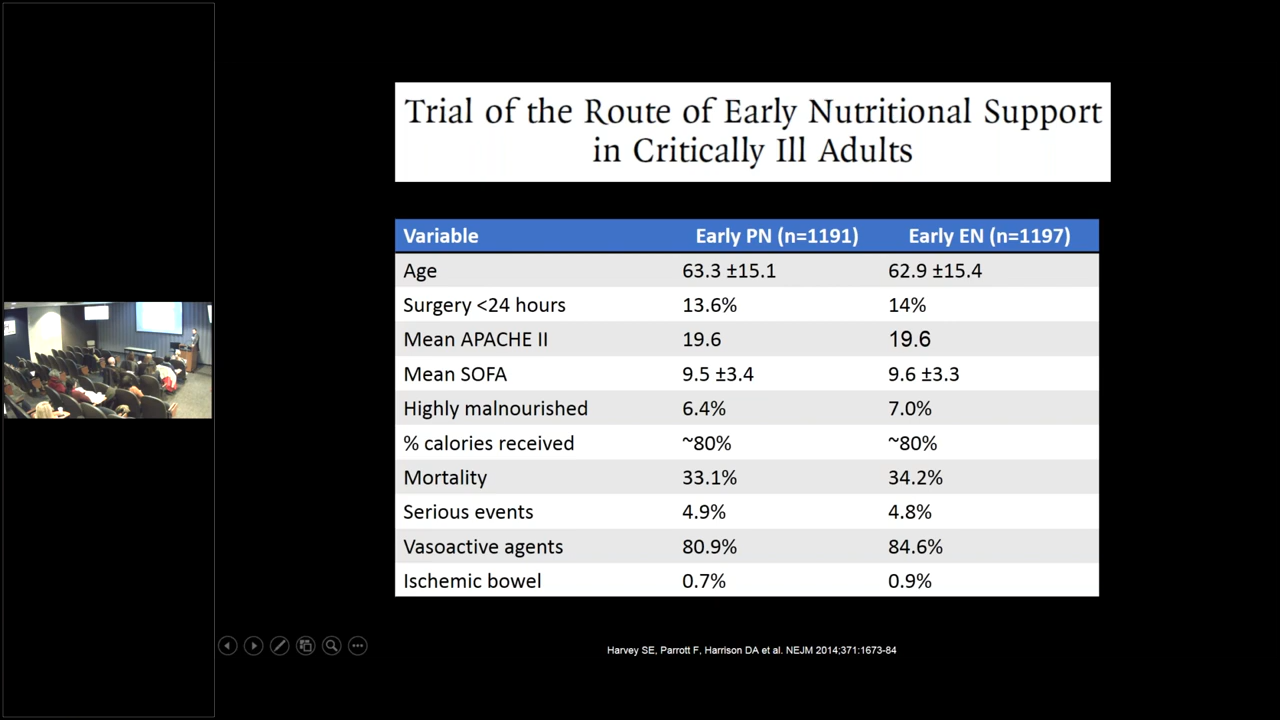 Trial of the Route of Early Nutritional Support
in Critically Ill Adults
Variable Early PN (n=1191) Early EN (n=1197)
Age 63.3 ±15.1 62.9 ±15.4
Surgery <24 hours 13.6% 14%
Mean APACHE II 19.6 19.6
Mean SOFA 9.5 ±3.4 9.6 ±3.3
Highly malnourished 6.4% 7.0%
% calories received ~80% ~80%
Mortality 33.1% 34.2%
Serious events 4.9% 4.8%
Vasoactive agents 80.9% 84.6%
Ischemic bowel 0.7% 0.9%
Harvey SE, Parrott F, Harrison DA et al. NEJM 2014;371:1673-84